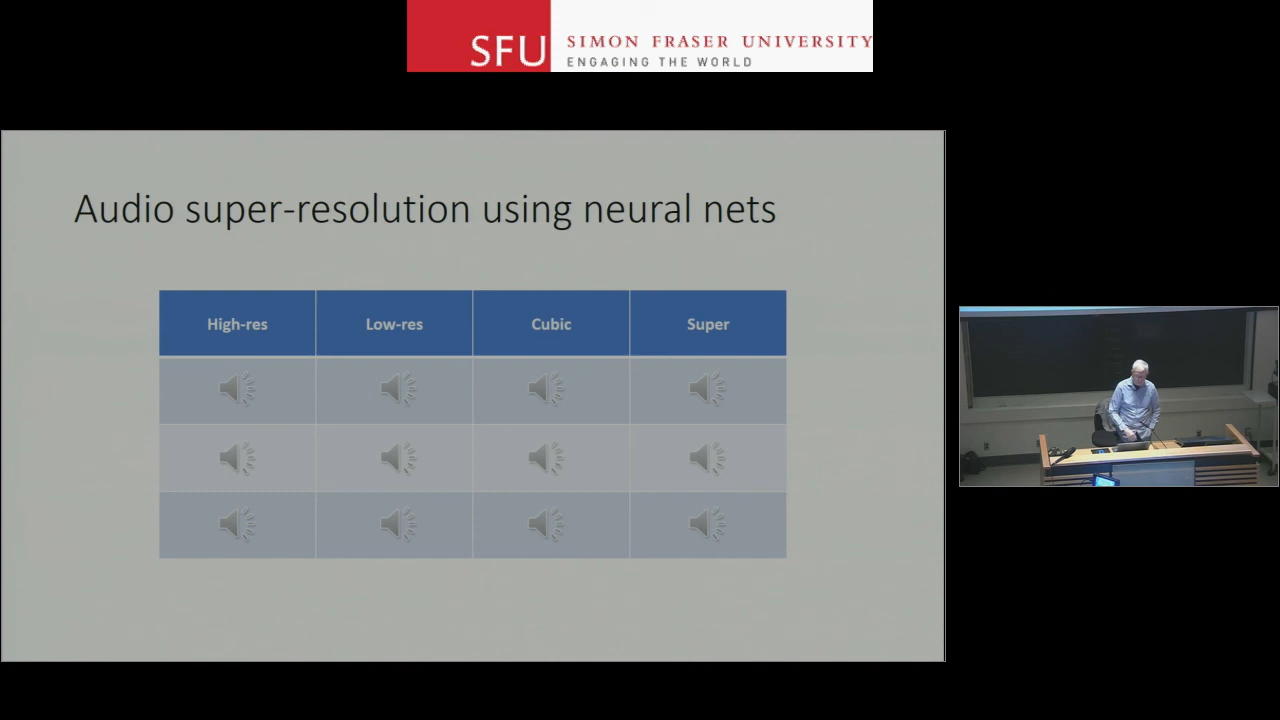 SFU
SIMON FRASER UNIVERSITY
ENGAGING THE WORLD
Audio super-resolution using neural nets
High-res Low-res Cubic Super